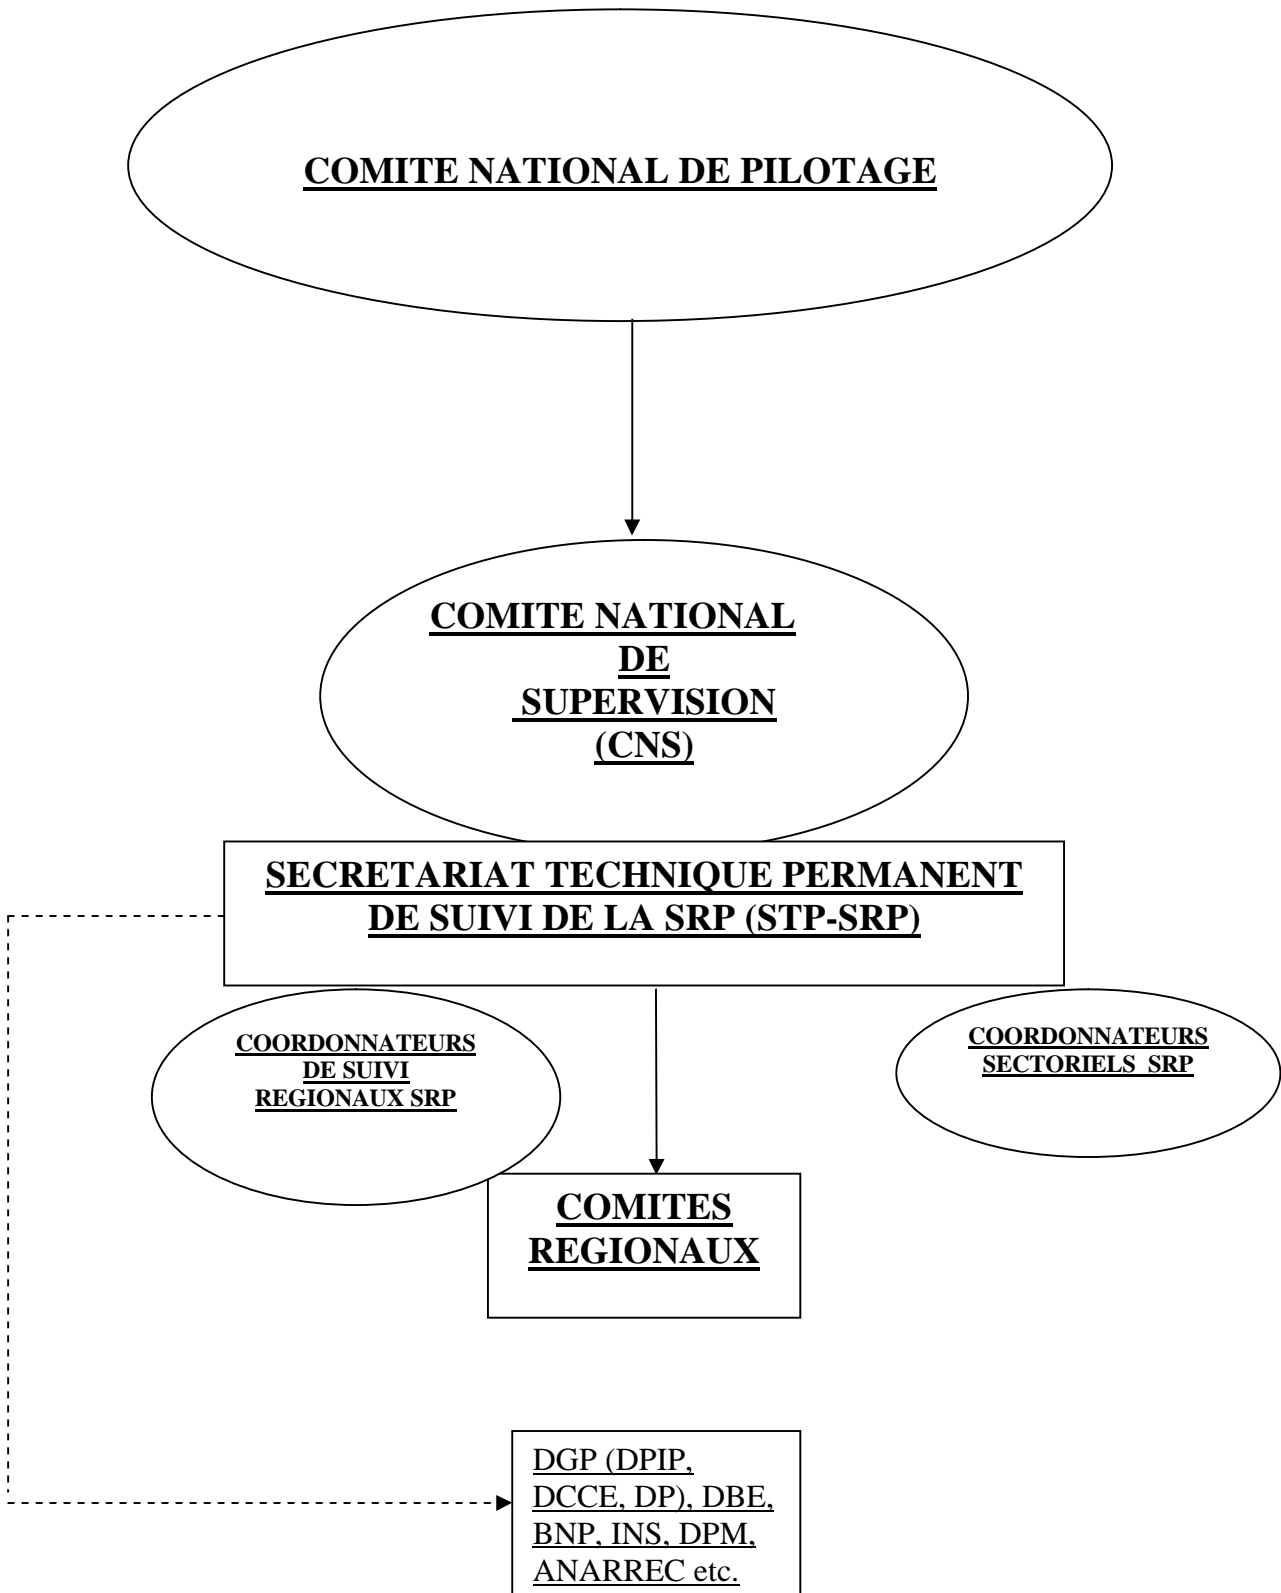 COMITE NATIONAL DE PILOTAGE
COMITE NATIONAL
DE
SUPERVISION
(CNS)
SECRETARIAT TECHNIQUE PERMANENT
DE SUIVI DE LA SRP (STP-SRP)
COORDONNATEURS
DE SUIVI
REGIONAUX SRP
COORDONNATEURS
SECTORIELS SRP
COMITES
REGIONAUX
DGP (DPIP,
DCCE, DP), DBE,
BNP, INS, DPM,
ANARREC etc.